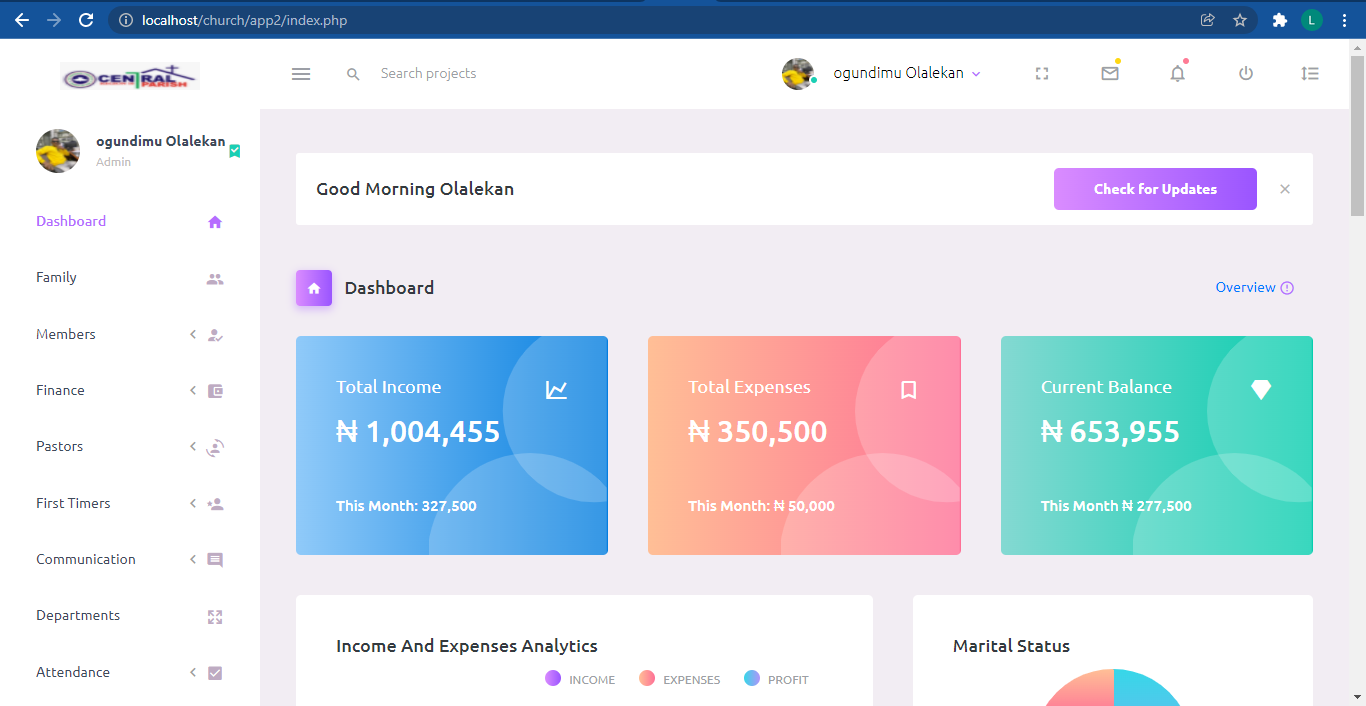 localhost/church/app2/index.php
L
CENTRAL
PARISH
Search projects
ogundimu Olalekan
ogundimu Olalekan
Admin
Dashboard
Family
Members
Finance
Pastors
First Timers
Communication
Departments
Attendance
Good Morning Olalekan
Check for Updates
Dashboard
Overview
Total Income
₦ 1,004,455
This Month: 327,500
Total Expenses
₦ 350,500
This Month: ₦ 50,000
Current Balance
₦ 653,955
This Month ₦ 277,500
Income And Expenses Analytics
INCOME
EXPENSES
PROFIT
Marital Status